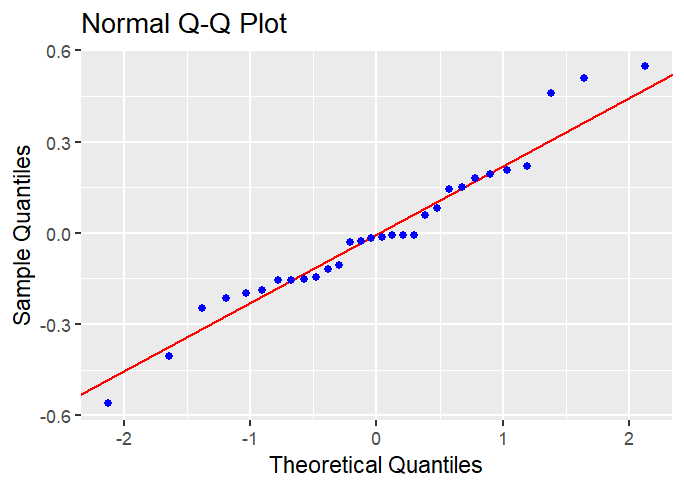 Normal Q-Q Plot
0.6
0.3
0.0
-0.3
-0.6
Sample Quantiles
-2 -1 0 1 2
Theoretical Quantiles